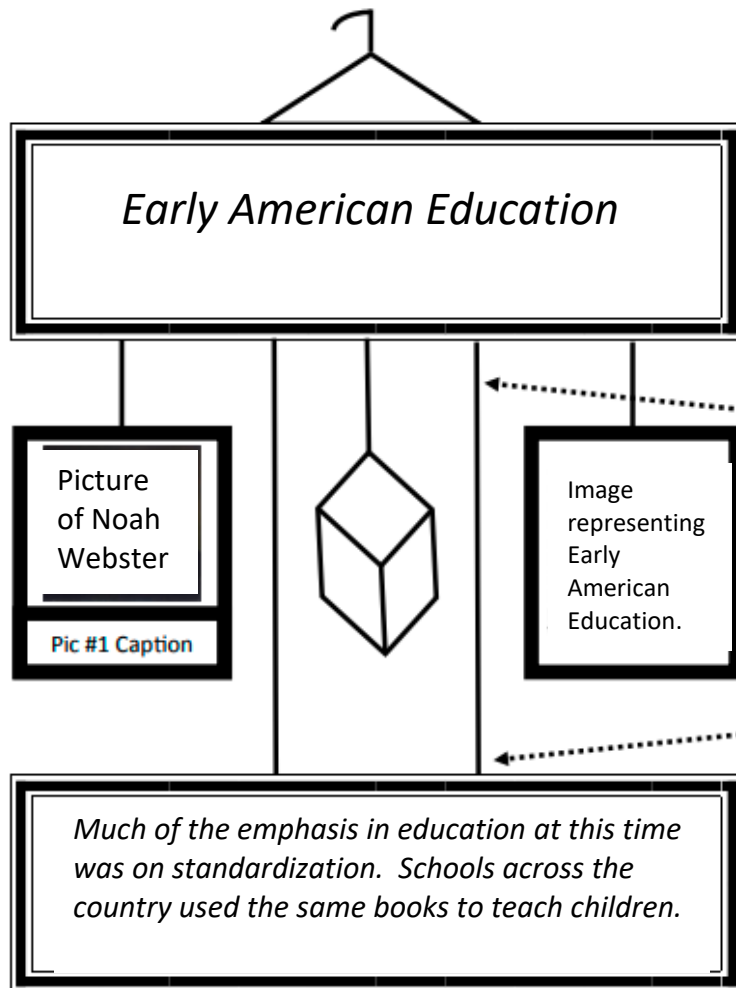 Early American Education
Picture
of Noah
Webster
Pic #1 Caption
Image
representing
Early
American
Education.
Much of the emphasis in education at this time
was on standardization.  Schools across the
country used the same books to teach children.